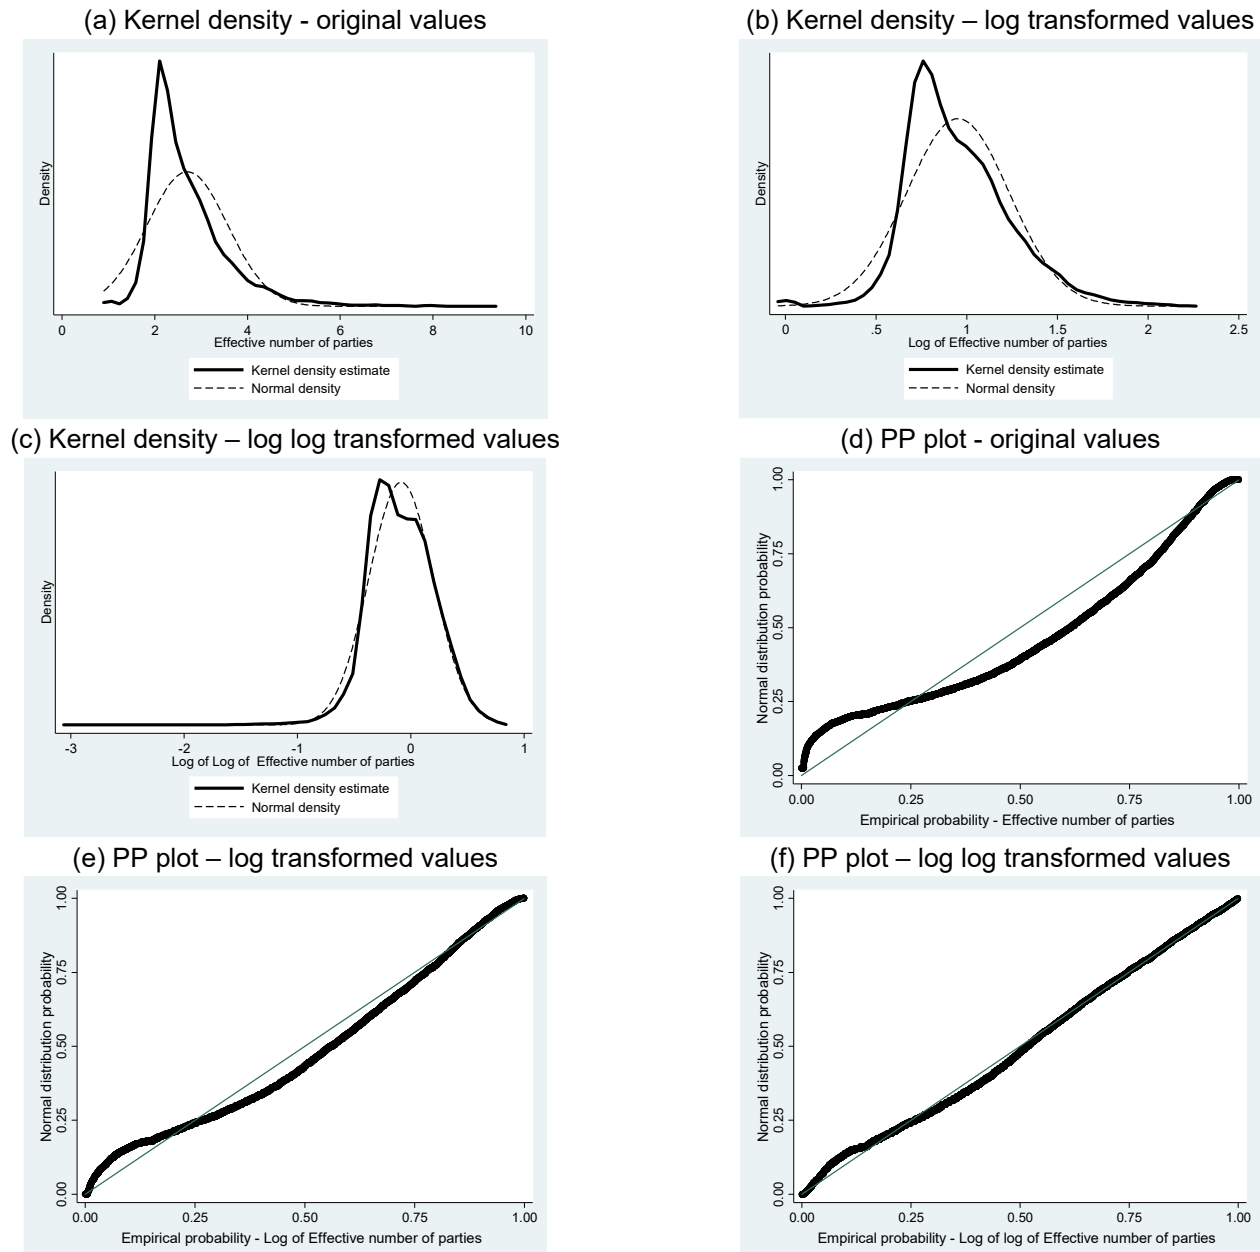 (a) Kernel density - original values
Density
0 2 4 6 8 10
Effective number of parties
Kernel density estimate
Normal density
(b) Kernel density – log transformed values
Density
0 .5 1 1.5 2 2.5
Log of Effective number of parties
Kernel density estimate
Normal density
(c) Kernel density – log log transformed values
Density
-3 -2 -1 0 1
Log of Log of  Effective number of parties
Kernel density estimate
Normal density
(d) PP plot - original values
Normal distribution probability
0.00 0.25 0.50 0.75 1.00
0.00 0.25 0.50 0.75 1.00
Empirical probability - Effective number of parties
(e) PP plot – log transformed values
Normal distribution probability
0.00 0.25 0.50 0.75 1.00
0.00 0.25 0.50 0.75 1.00
Empirical probability - Log of Effective number of parties
(f) PP plot – log log transformed values
Normal distribution probability
0.00 0.25 0.50 0.75 1.00
0.00 0.25 0.50 0.75 1.00
Empirical probability - Log of log of Effective number of parties